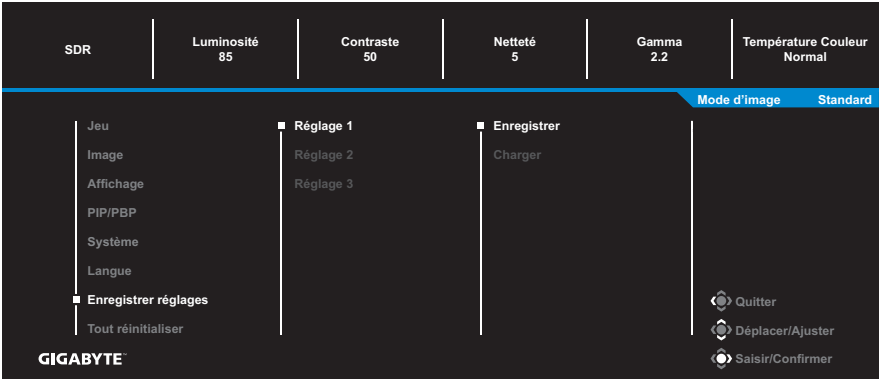 SDR
Luminosité
85
Contraste
50
Netteté
5
Gamma
2.2
Température Couleur
Normal
Mode d'image Standard
Jeu
Image
Affichage
PIP/PBP
Système
Langue
Enregistrer réglages
Tout réinitialiser
Réglage 1
Réglage 2
Réglage 3
Enregistrer
Charger
Quitter
Déplacer/Ajuster
Saisir/Confirmer
GIGABYTE™